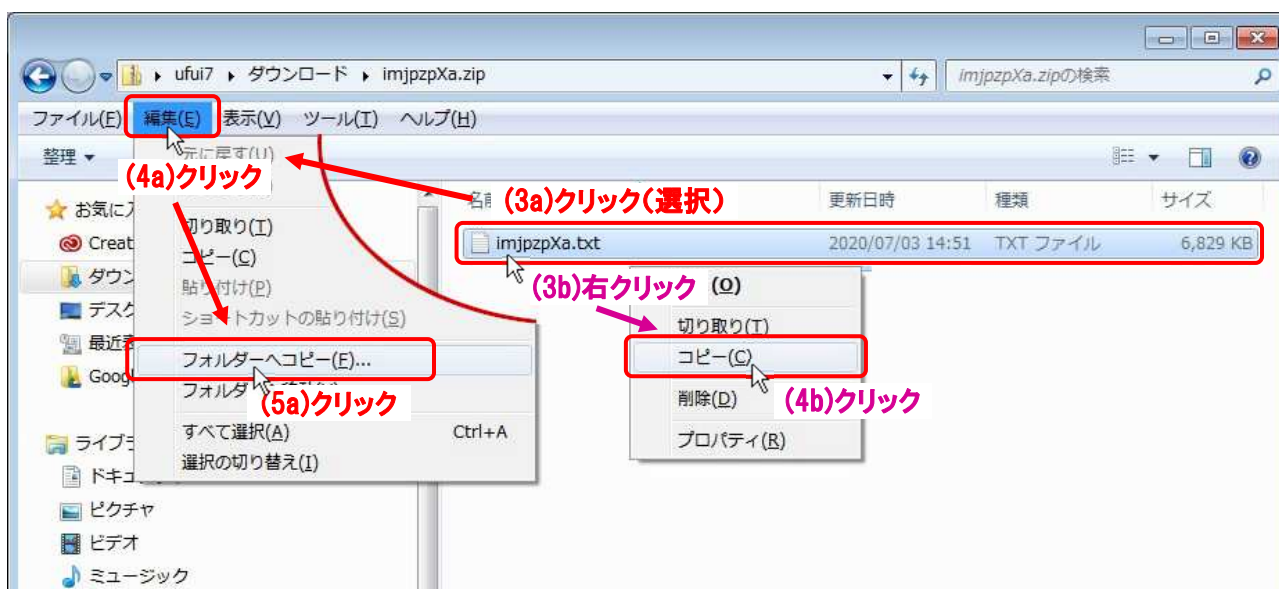 ufui7 ▸ ダウンロード ▸ imjpzpXa.zip
imjpzpXa.zipの検索
ファイル(F) 編集(E) 表示(V) ツール(T) ヘルプ(H)
整理 ▼
元に戻す(U)
(4a)クリック
(3a)クリック(選択)
更新日時 種類 サイズ
お気に
切り取り(T)
imjpzpXa.txt 2020/07/03 14:51 TXT ファイル 6,829 KB
Creat
コピー(C)
ダウン
貼り付け(P)
(3b)右クリック
(O)
デスク
ショートカットの貼り付け(S)
切り取り(T)
最近
フォルダーへコピー(F)...
コピー(C)
Goog
フォルダ
(5a)クリック
削除(D)
(4b)クリック
すべて選択(A) Ctrl+A
プロパティ(R)
ライブ
選択の切り替え(I)
ドキュ
ピクチャ
ビデオ
ミュージック